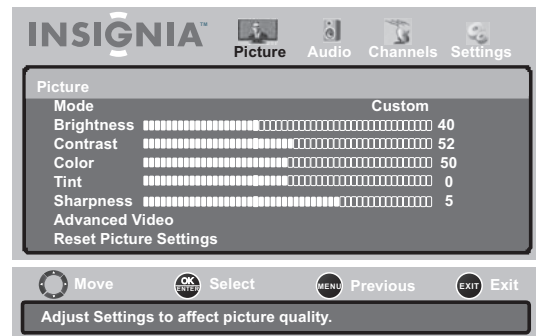 INSIGNIA™
Picture Audio Channels Settings
Picture
Mode Custom
Brightness 40
Contrast 52
Color 50
Tint 0
Sharpness 5
Advanced Video
Reset Picture Settings
Move OK ENTER Select MENU Previous EXIT Exit
Adjust Settings to affect picture quality.